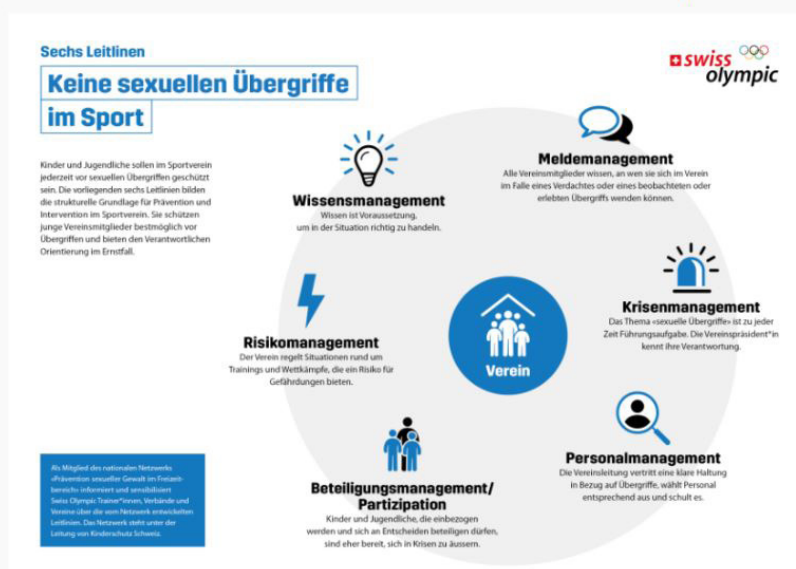 Sechs Leitlinen
Keine sexuellen Übergriffe
im Sport
swiss
olympic
Kinder und Jugendliche sollen im Sportverein
jederzeit vor sexuellen Übergriffen geschützt
sein. Die vorliegenden sechs Leitlinien bilden
die strukturelle Grundlage für Prävention und
Intervention im Sportverein. Sie schützen
junge Vereinsmitglieder bestmöglich vor
Übergriffen und bieten den Verantwortlichen
Orientierung im Ernstfall.
Meldemanagement
Alle Vereinsmitglieder wissen, an wen sie sich im Verein
im Falle eines Verdachtes oder eines beobachteten oder
erlebten Übergriffs wenden können.
Wissensmanagement
Wissen ist Voraussetzung,
um in der Situation richtig zu handeln.
Krisenmanagement
Das Thema «sexuelle Übergriffe» ist zu jeder
Zeit Führungsaufgabe. Die Vereinspräsident*in
kennt ihre Verantwortung.
Risikomanagement
Der Verein regelt Situationen rund um
Trainings und Wettkämpfe, die ein Risiko für
Gefährdungen bieten.
Verein
Personalmanagement
Die Vereinsleitung vertritt eine klare Haltung
in Bezug auf Übergriffe, wählt Personal
entsprechend aus und schult es.
Beteiligungsmanagement/
Partizipation
Kinder und Jugendliche, die einbezogen
werden und sich an Entscheiden beteiligen dürfen,
sind eher bereit, sich in Krisen zu äussern.
Als Mitglied des nationalen Netzwerks
«Prävention sexueller Gewalt im Freizeit-
bereich» informiert und sensibilisiert
Swiss Olympic Trainer*innen, Verbände und
Vereine über die vom Netzwerk entwickelten
Leitlinien. Das Netzwerk steht unter der
Leitung von Kinderschutz Schweiz.